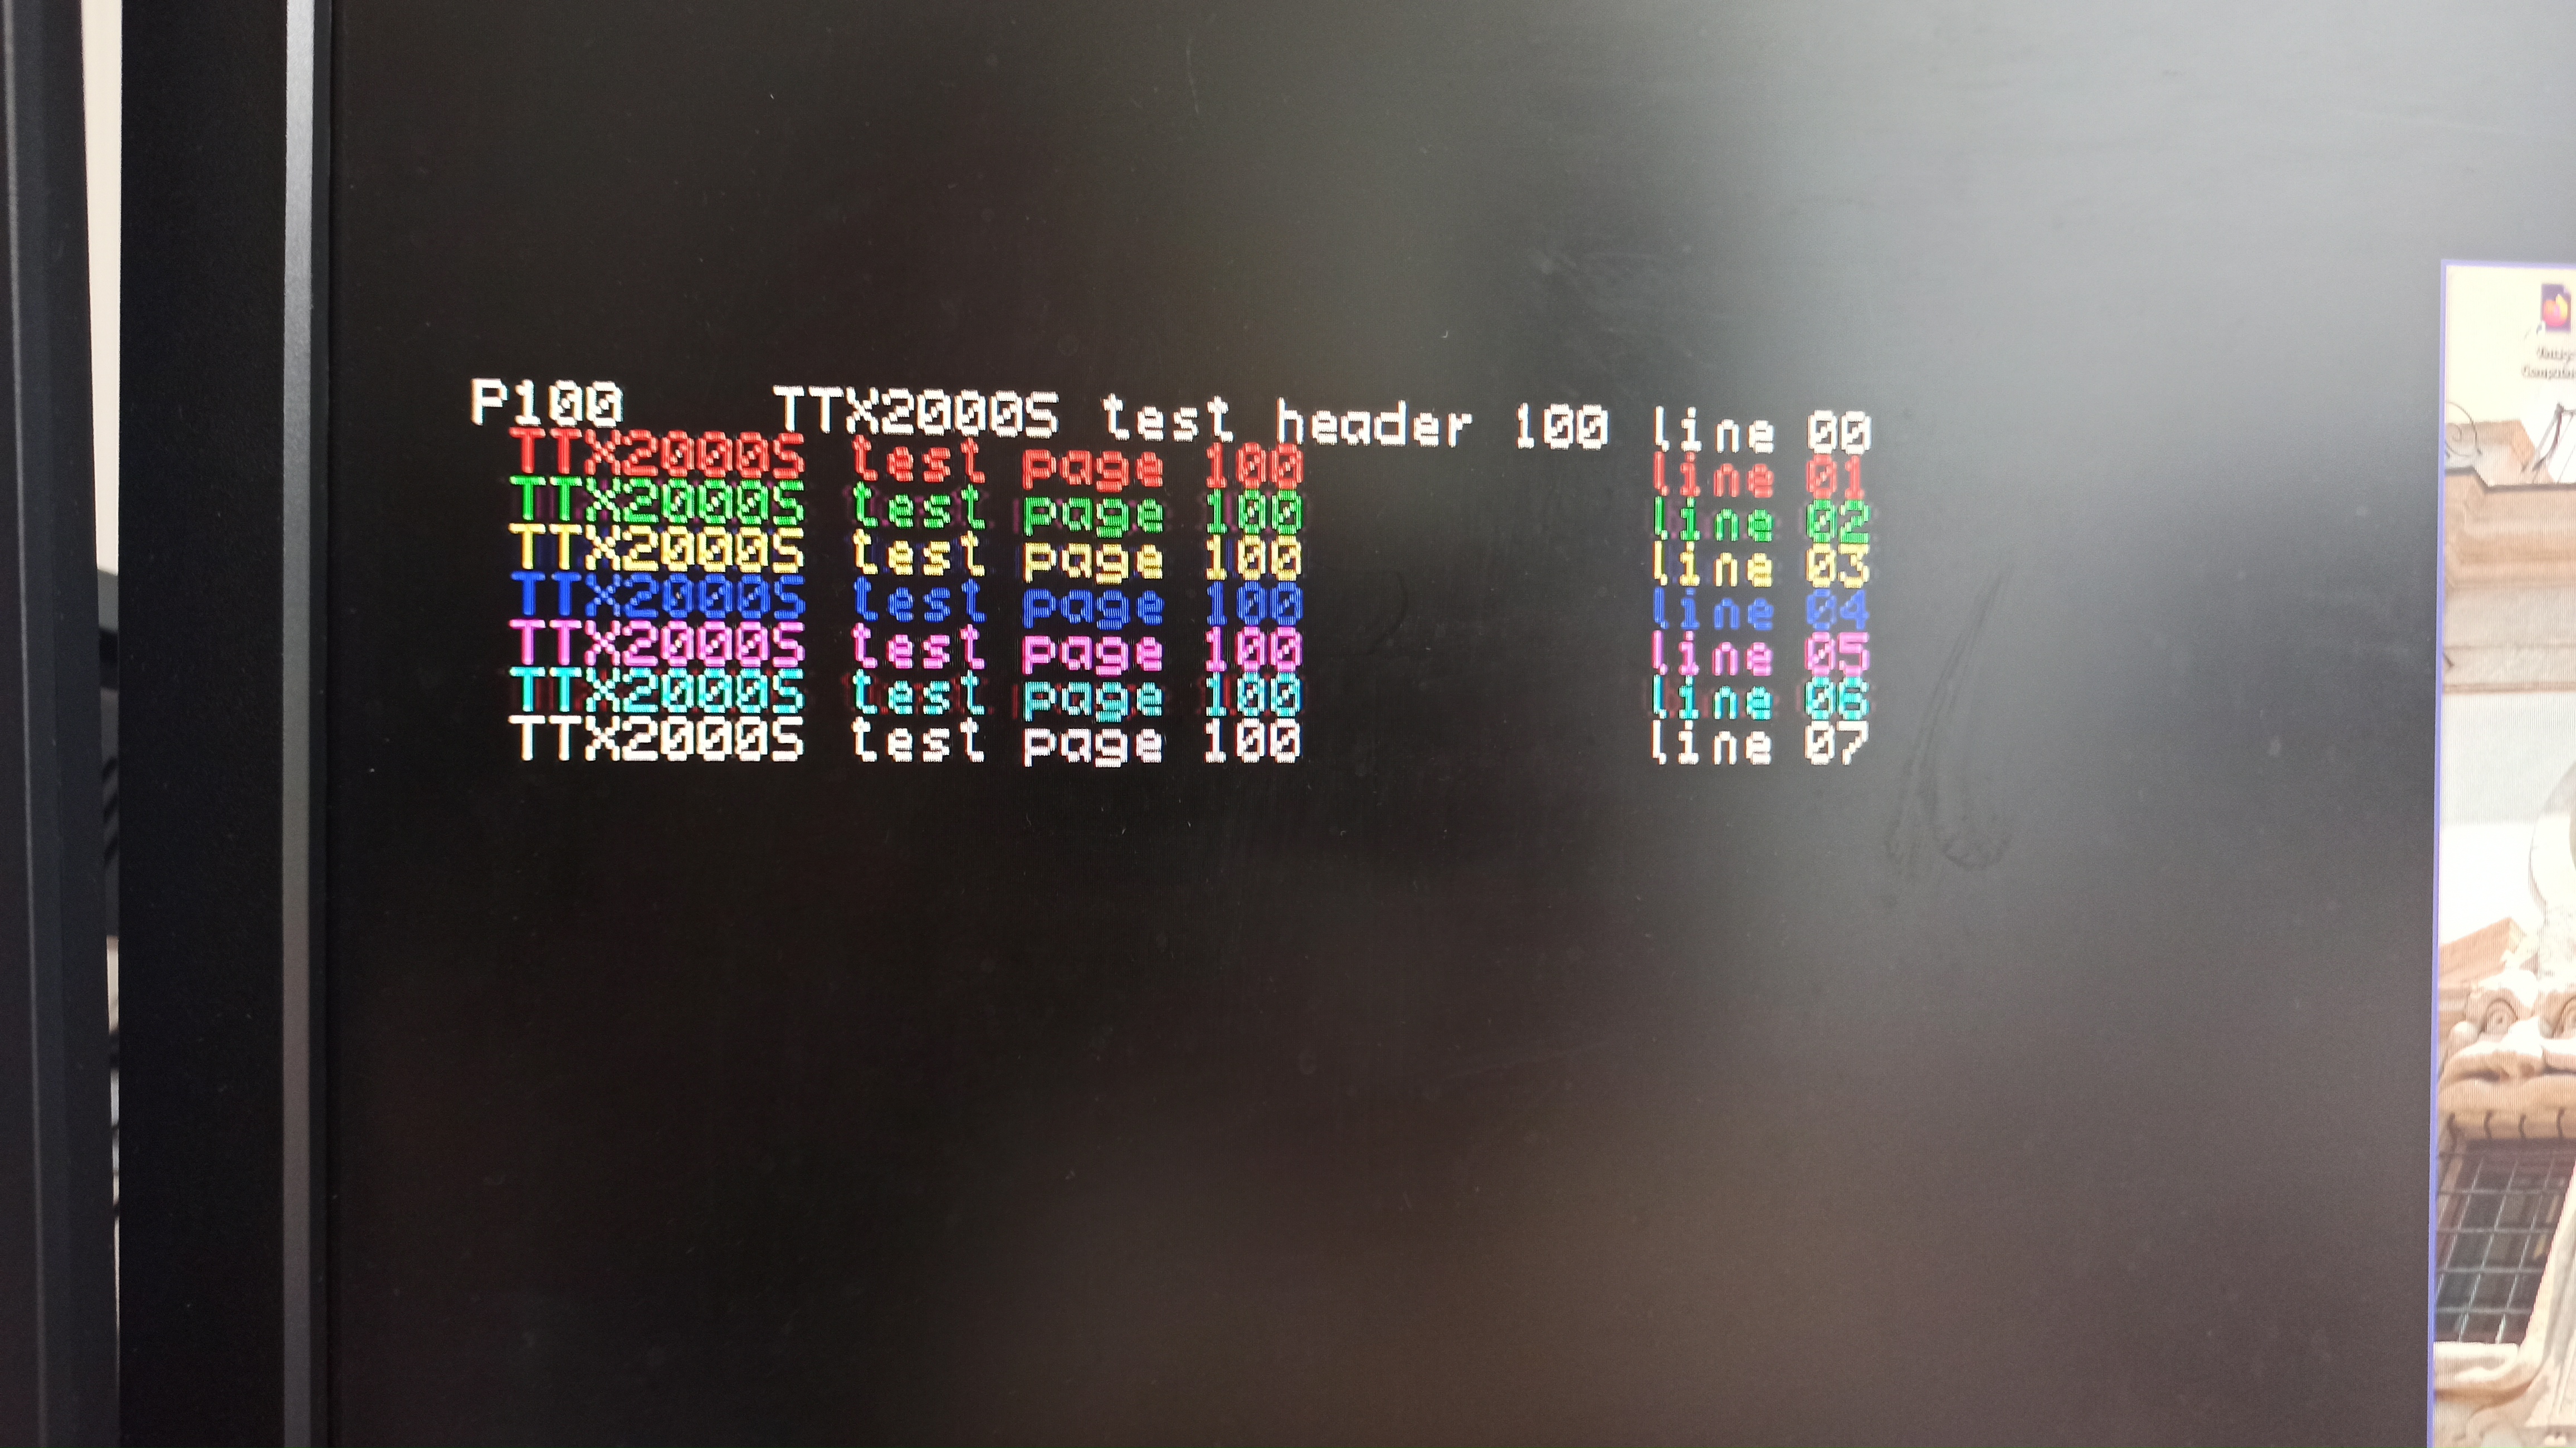 P100 TTX2000S test header 100 line 00
TTX2000S test page 100 line 01
TTX2000S test page 100 line 02
TTX2000S test page 100 line 03
TTX2000S test page 100 line 04
TTX2000S test page 100 line 05
TTX2000S test page 100 line 06
TTX2000S test page 100 line 07